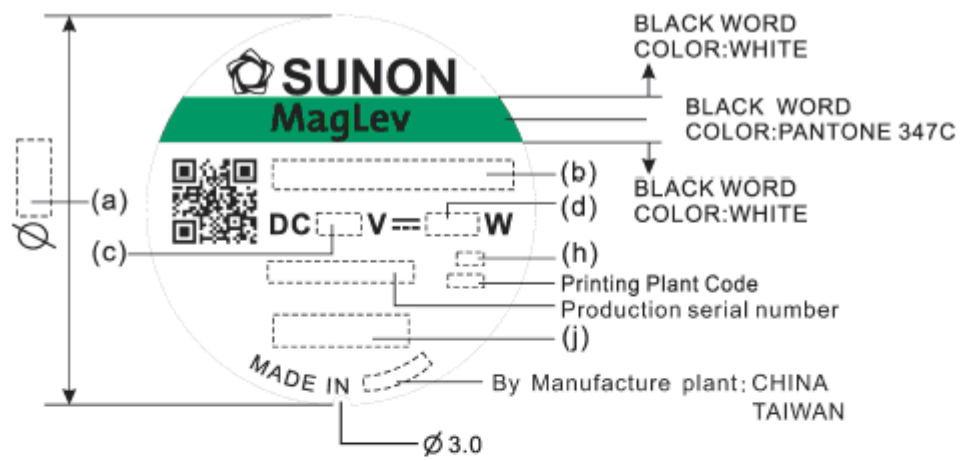 BLACK WORD
COLOR:WHITE
SUNON
MagLev
BLACK WORD
COLOR:PANTONE 347C
(a)
(b)
BLACK WORD
COLOR:WHITE
DC V W
(d)
(c)
(h)
Printing Plant Code
Production serial number
(j)
MADE IN
By Manufacture plant: CHINA
TAIWAN
Ø
Ø 3.0